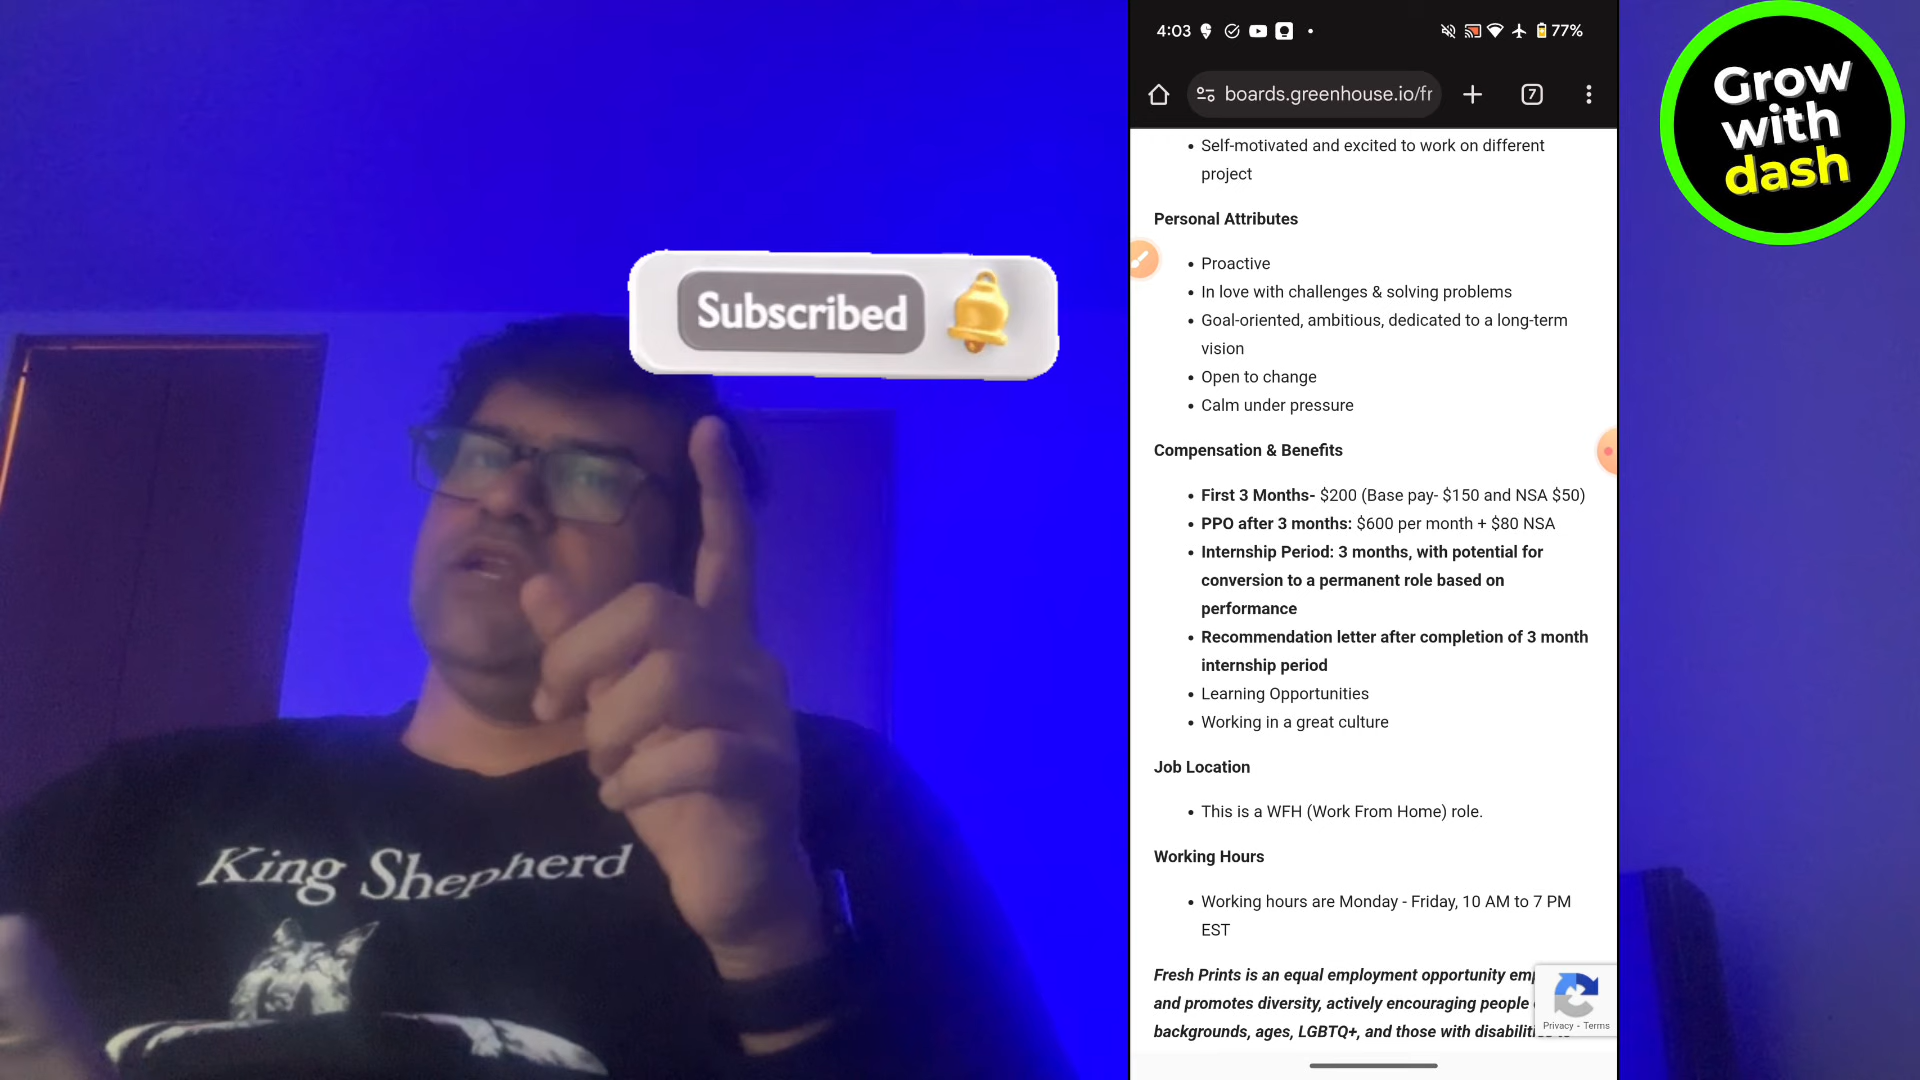 4:03
77%
boards.greenhouse.io/fr
7
Self-motivated and excited to work on different
project
Personal Attributes
Proactive
In love with challenges & solving problems
Goal-oriented, ambitious, dedicated to a long-term
vision
Open to change
Calm under pressure
Compensation & Benefits
First 3 Months- $200 (Base pay- $150 and NSA $50)
PPO after 3 months: $600 per month + $80 NSA
Internship Period: 3 months, with potential for
conversion to a permanent role based on
performance
Recommendation letter after completion of 3 month
internship period
Learning Opportunities
Working in a great culture
Job Location
This is a WFH (Work From Home) role.
Working Hours
Working hours are Monday - Friday, 10 AM to 7 PM
EST
Fresh Prints is an equal employment opportunity
and promotes diversity, actively encouraging people
backgrounds, ages, LGBTQ+, and those with
Privacy - Terms
Subscribed
King Shepherd
Grow
with
dash